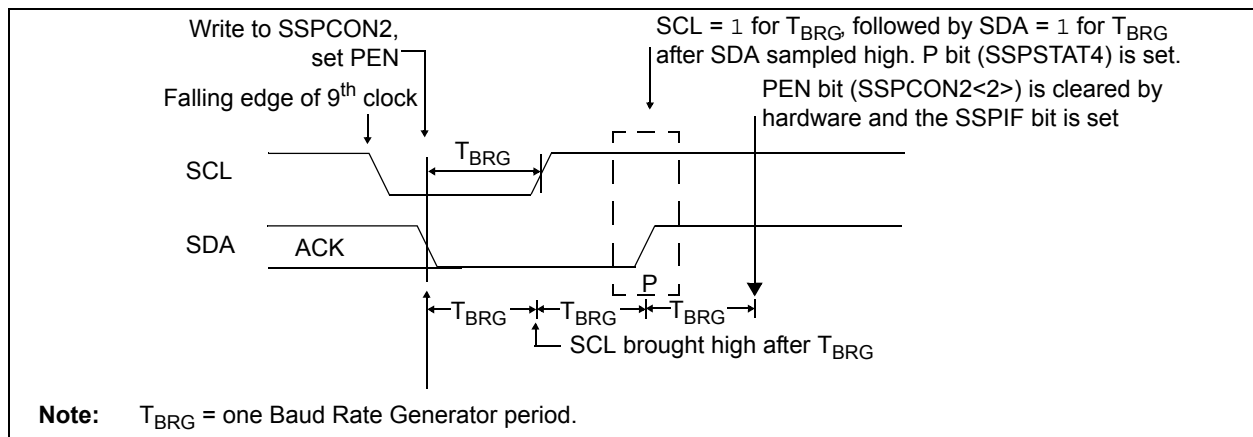 Write to SSPCON2,
set PEN
SCL = 1 for TBRG, followed by SDA = 1 for TBRG
after SDA sampled high. P bit (SSPSTAT4) is set.
Falling edge of 9th clock
PEN bit (SSPCON2<2>) is cleared by
hardware and the SSPIF bit is set
TBRG
SCL
SDA
ACK
P
TBRG
TBRG
TBRG
SCL brought high after TBRG
Note: TBRG = one Baud Rate Generator period.